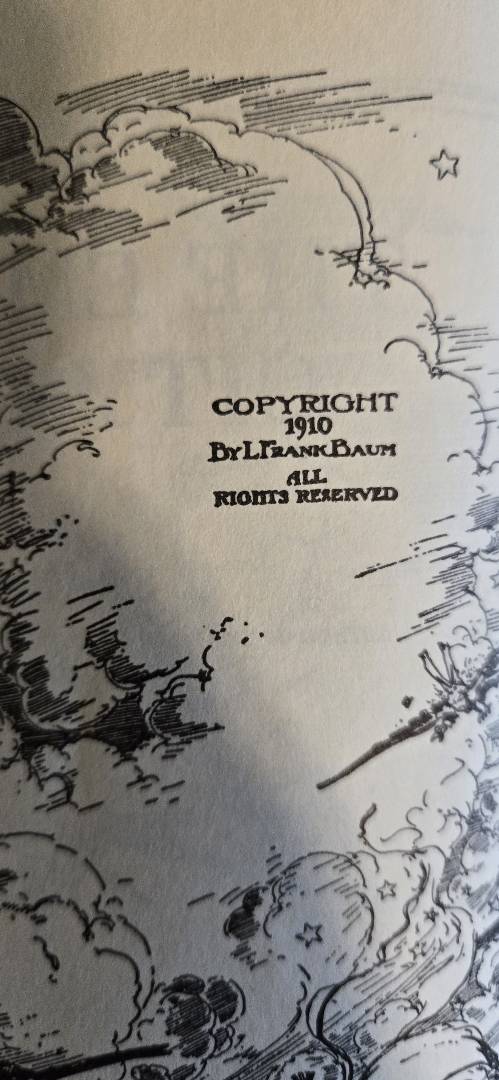 COPYRIGHT
1910
BY L. FRANK BAUM
ALL
RIGHTS RESERVED